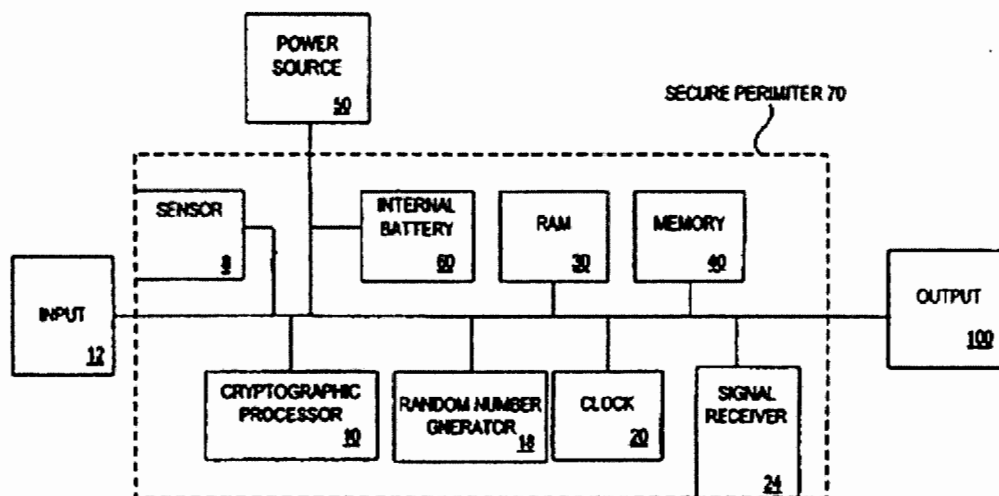 POWER
SOURCE
50
SECURE PERIMITER 70
SENSOR
8
INTERNAL
BATTERY
60
RAM
30
MEMORY
40
INPUT
12
OUTPUT
100
CRYPTOGRAPHIC
PROCESSOR
10
RANDOM NUMBER
GNERATOR
18
CLOCK
20
SIGNAL
RECEIVER
24